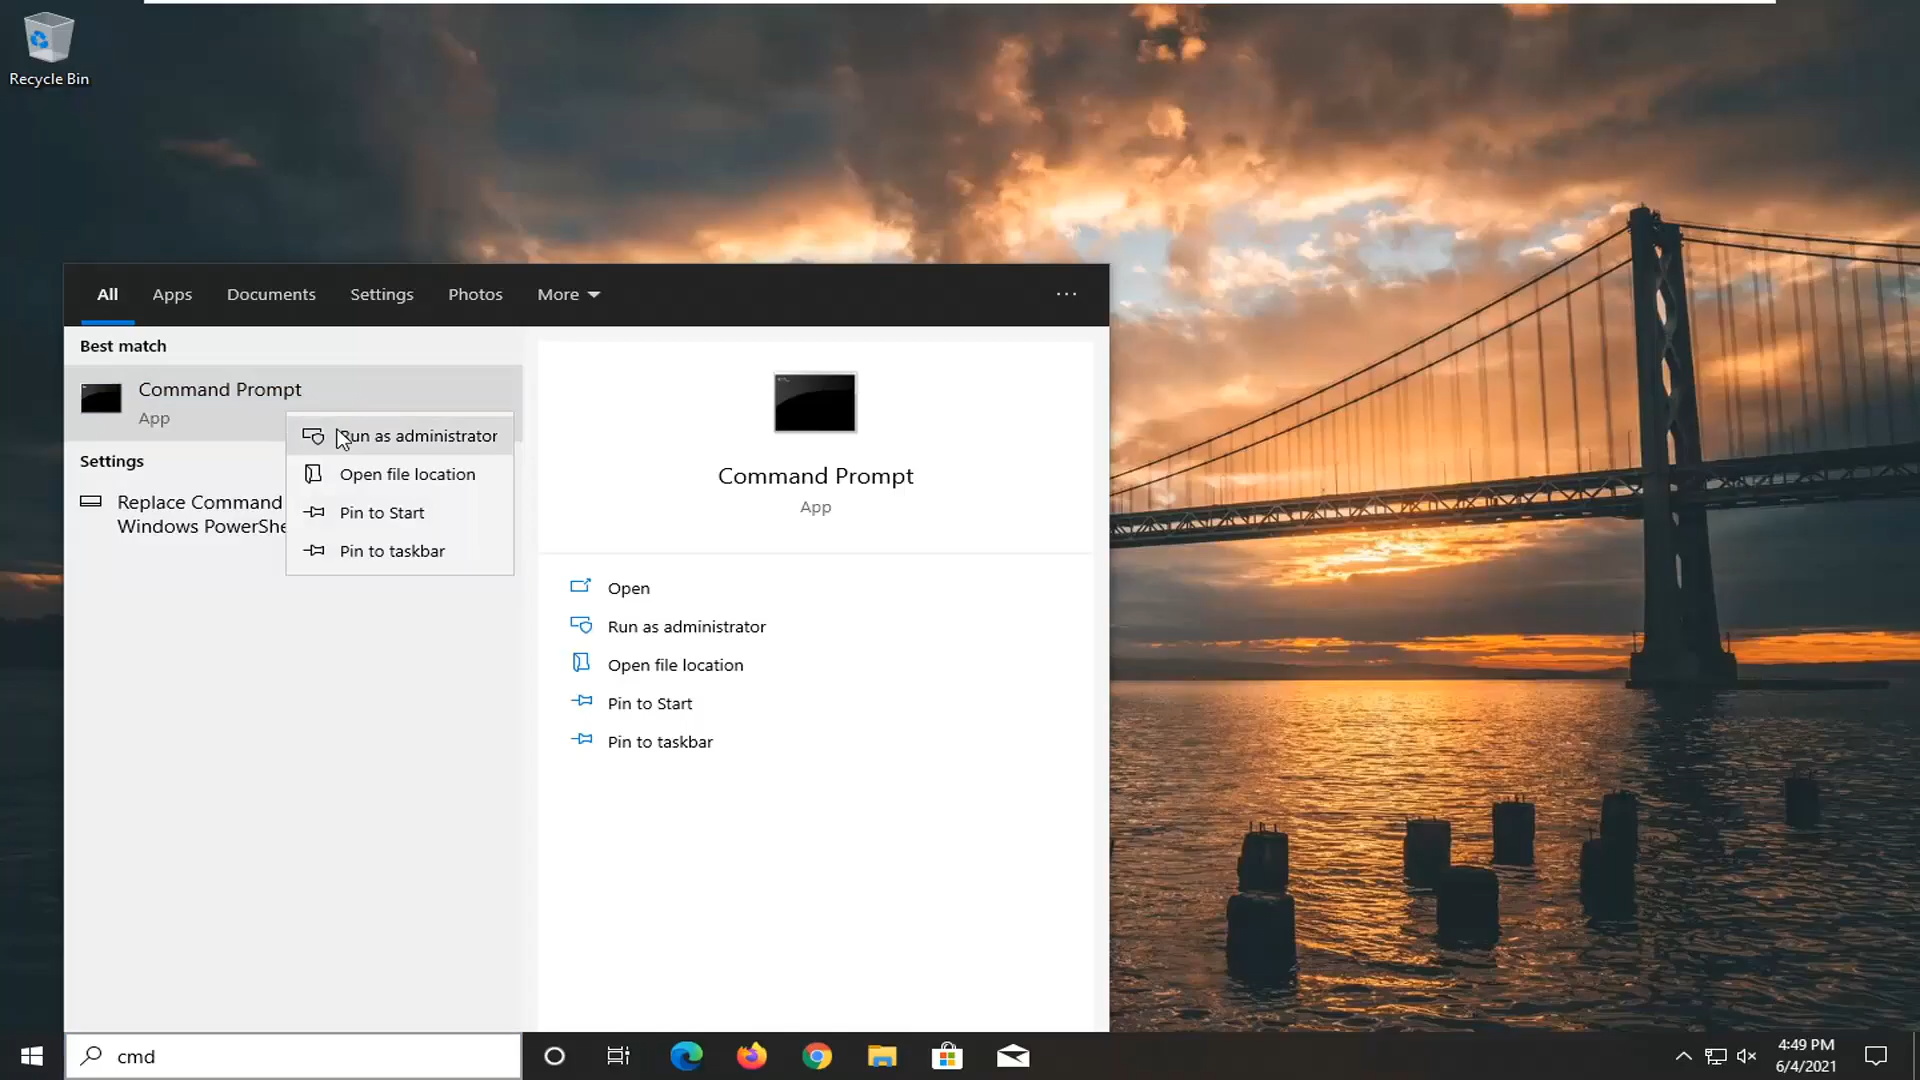 Recycle Bin
All
Apps
Documents
Settings
Photos
More
Best match
Command Prompt
App
Run as administrator
Open file location
Pin to Start
Pin to taskbar
Settings
Replace Command
Windows PowerShe
Command Prompt
App
Open
Run as administrator
Open file location
Pin to Start
Pin to taskbar
cmd
4:49 PM
6/4/2021